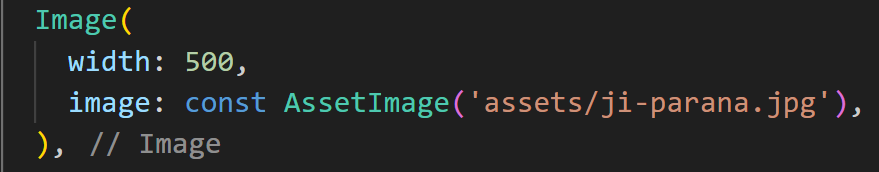 Image(
  width: 500,
  image: const AssetImage('assets/ji-parana.jpg'),
), // Image